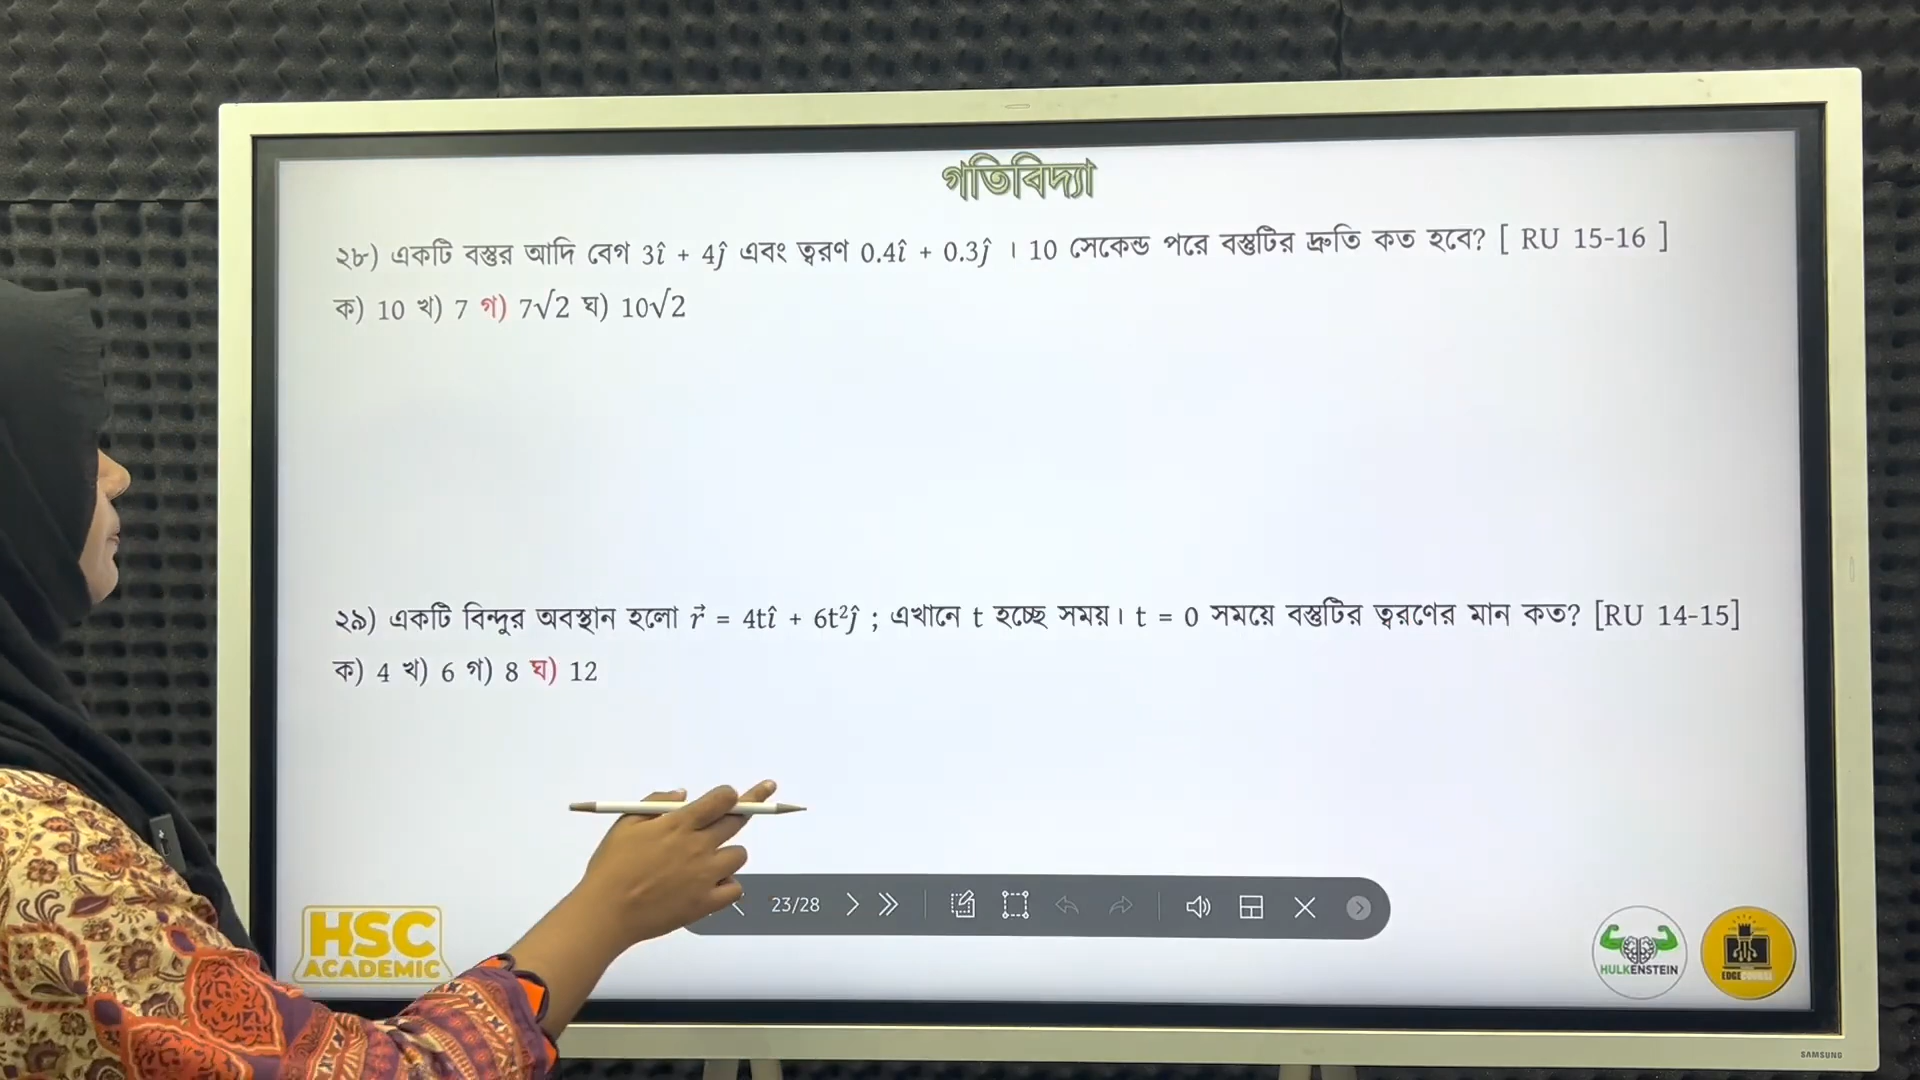 গতিবিদ্যা
২৮) একটি বস্তুর আদি বেগ 3î + 4ĵ এবং ত্বরণ 0.4î + 0.3ĵ । 10 সেকেন্ড পরে বস্তুটির দ্রুতি কত হবে? [ RU 15-16 ]
ক) 10 খ) 7 গ) 7√2 ঘ) 10√2
২৯) একটি বিন্দুর অবস্থান হলো r⃗ = 4tî + 6t²ĵ ; এখানে t হচ্ছে সময়। t = 0 সময়ে বস্তুটির ত্বরণের মান কত? [RU 14-15]
ক) 4 খ) 6 গ) 8 ঘ) 12
23/28
HSC
ACADEMIC
HULKENSTEIN
EDGECOURSE
SAMSUNG